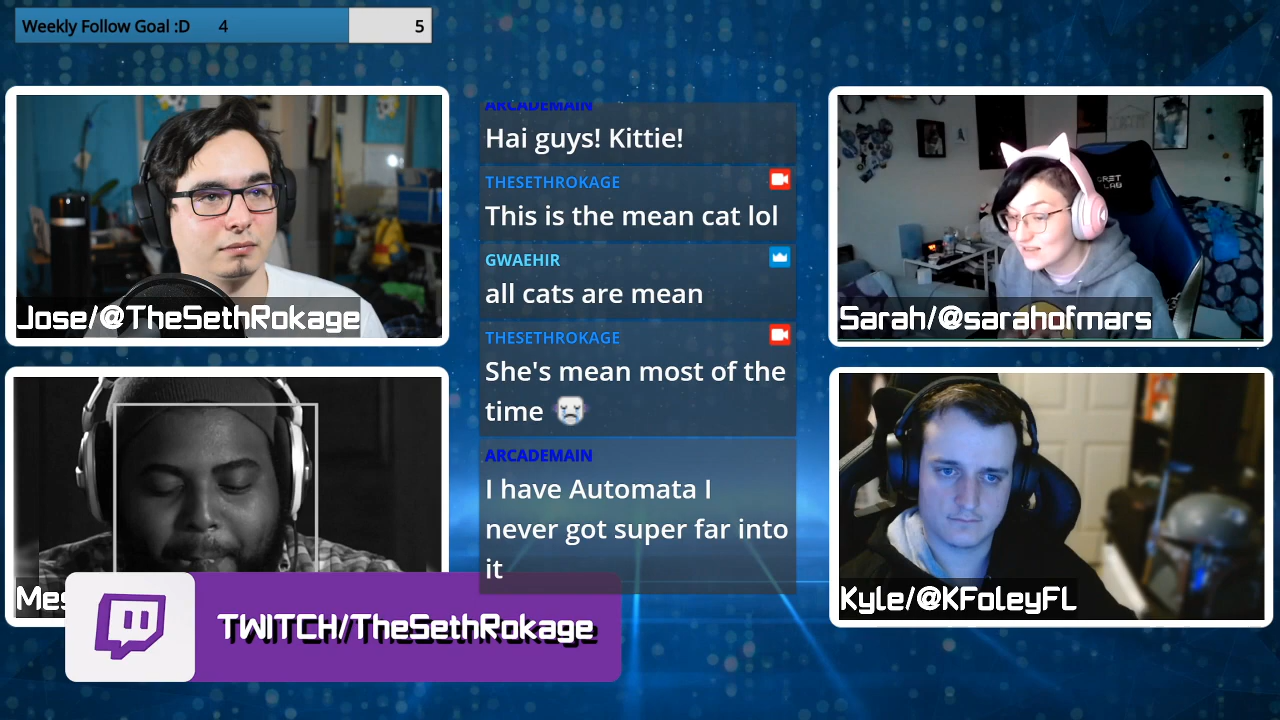 Weekly Follow Goal :D 4 5
ARCADEMAIN
Hai guys! Kittie!
THESETHROKAGE
This is the mean cat lol
GWAEHIR
all cats are mean
THESETHROKAGE
She's mean most of the
time
ARCADEMAIN
I have Automata I
never got super far into
it
Jose/@TheSethRokage
Sarah/@sarahofmars
Mes
Kyle/@KFoleyFL
TWITCH/TheSethRokage